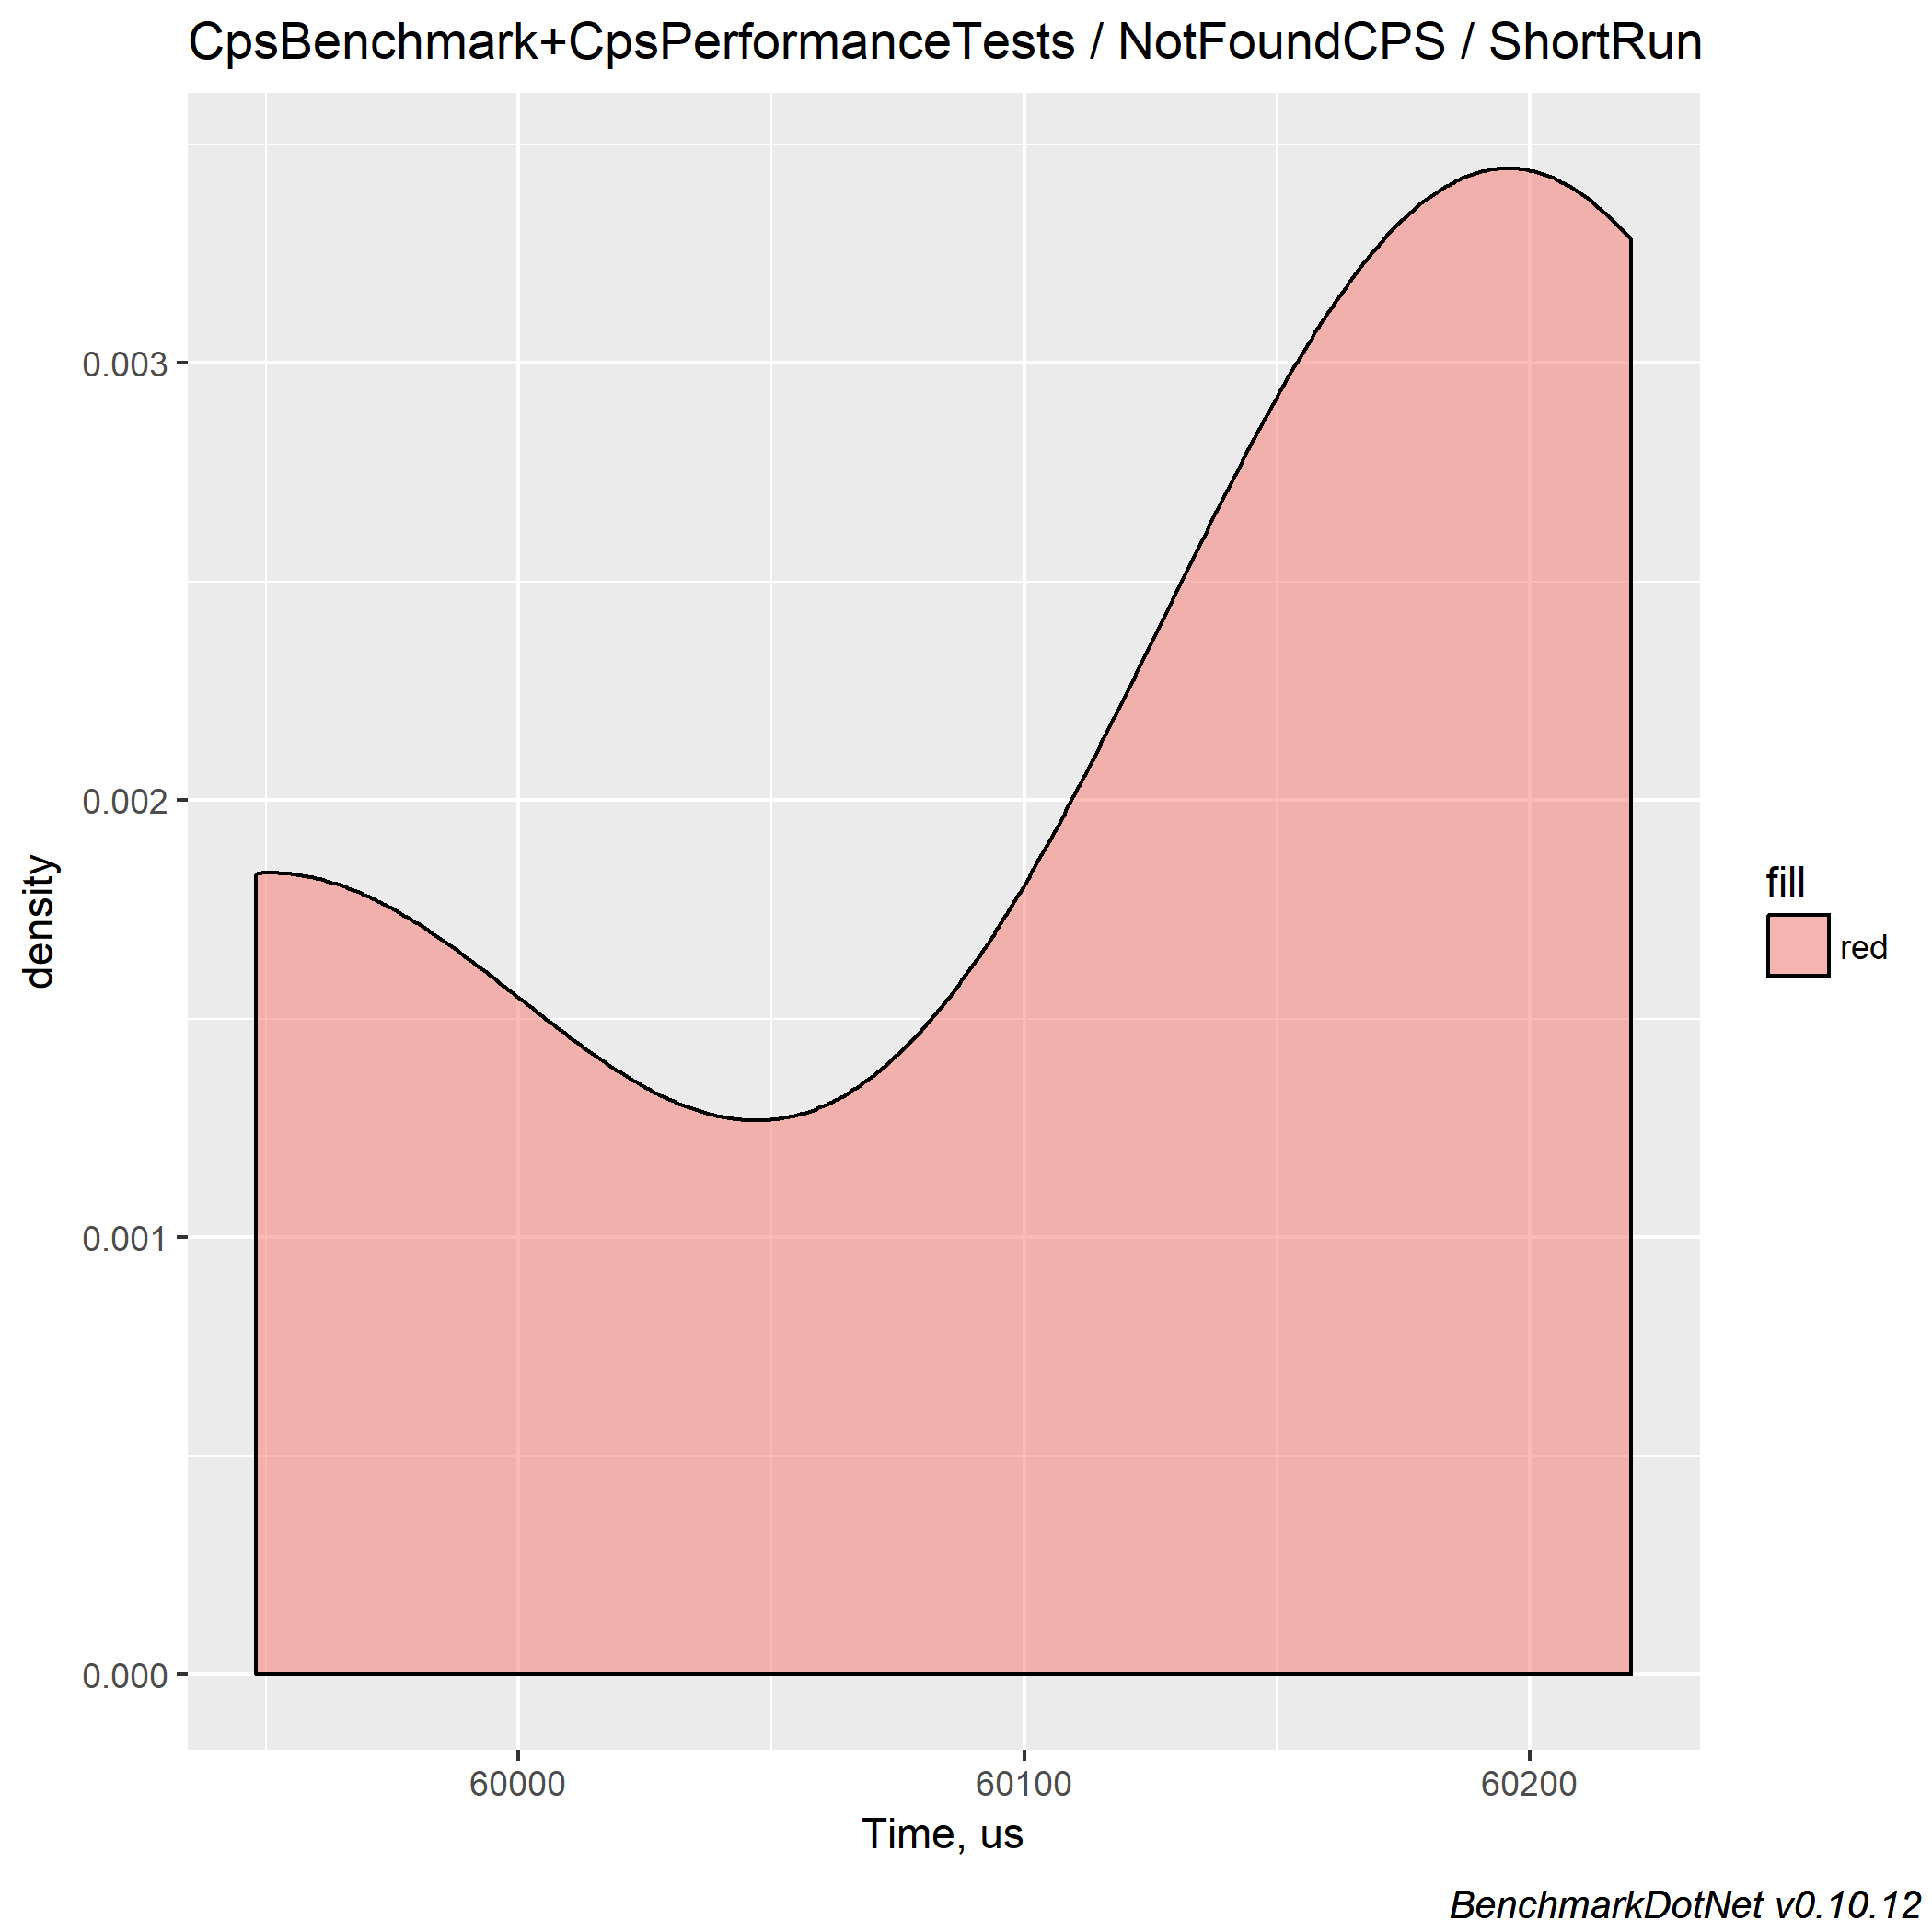 CpsBenchmark+CpsPerformanceTests / NotFoundCPS / ShortRun
0.003
0.002
0.001
0.000
density
fill
red
60000
60100
60200
Time, us
BenchmarkDotNet v0.10.12